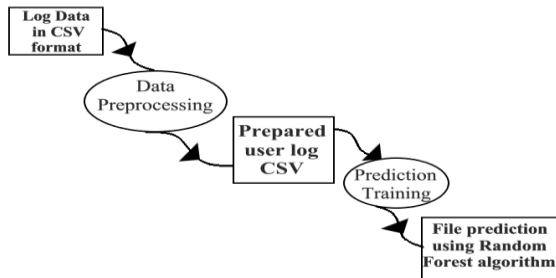 Log Data
in CSV
format
Data
Preprocessing
Prepared
user log
CSV
Prediction
Training
File prediction
using Random
Forest algorithm